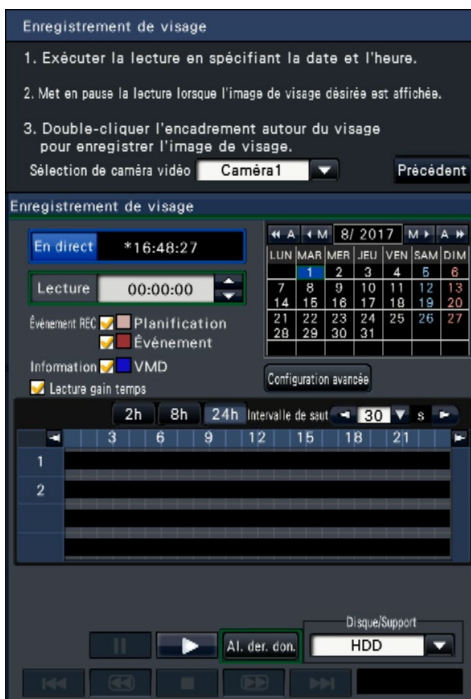 Enregistrement de visage
1. Exécuter la lecture en spécifiant la date et l'heure.
2. Met en pause la lecture lorsque l'image de visage désirée est affichée.
3. Double-cliquer l'encadrement autour du visage
pour enregistrer l'image de visage.
Sélection de caméra vidéo Caméra1 Précédent
Enregistrement de visage
En direct *16:48:27
A M 8/ 2017 M A
LUN MAR MER JEU VEN SAM DIM
1 2 3 4 5 6
Lecture 00:00:00
7 8 9 10 11 12 13
14 15 16 17 18 19 20
Événement REC Planification
21 22 23 24 25 26 27
Événement
28 29 30 31
Information VMD
Configuration avancée
Lecture gain temps
2h 8h 24h Intervalle de saut 30 s
3 6 9 12 15 18 21
1
2
Disque/Support
Al. der. don. HDD